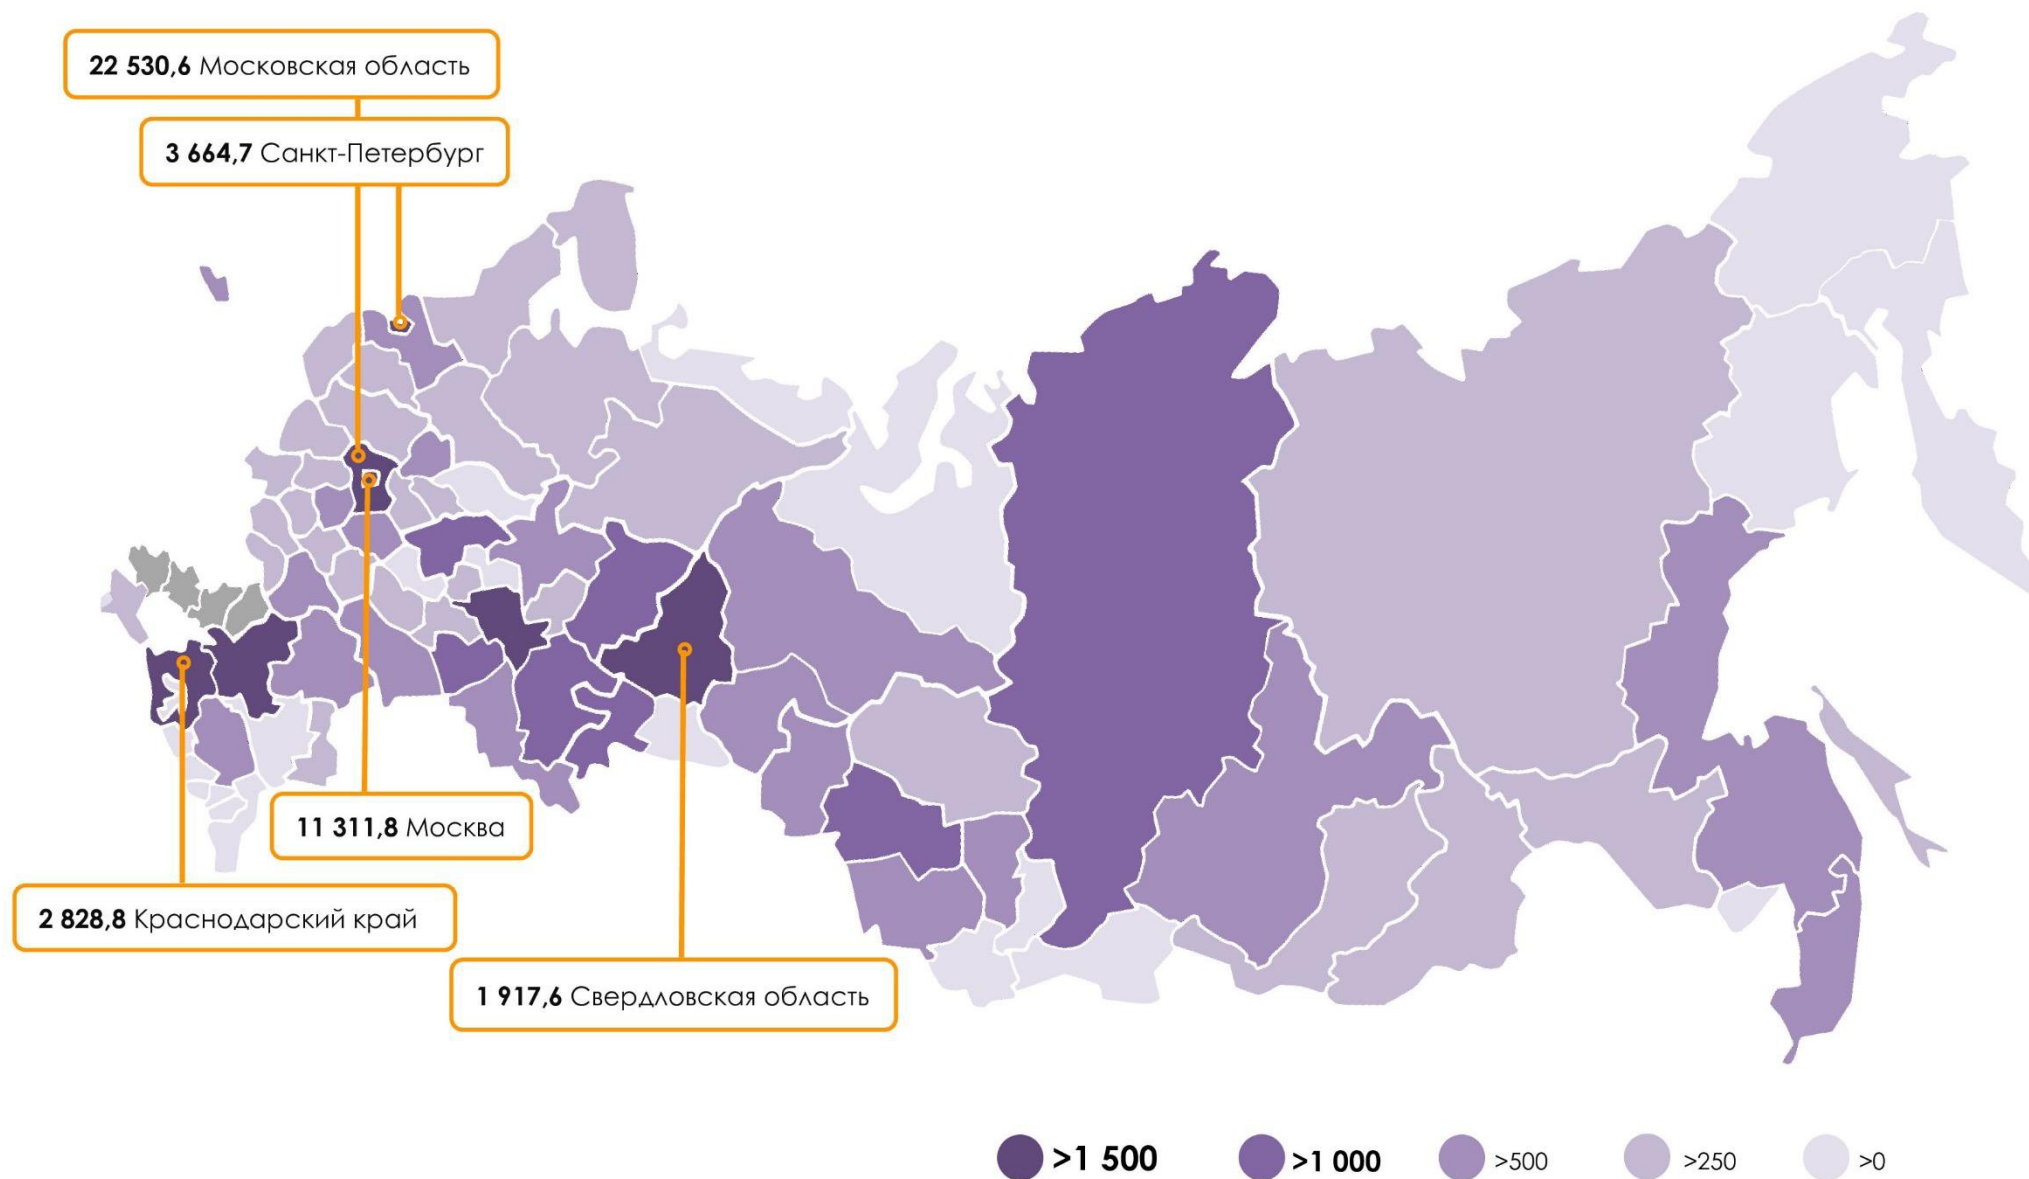 22 530,6 Московская область
3 664,7 Санкт-Петербург
11 311,8 Москва
2 828,8 Краснодарский край
1 917,6 Свердловская область
>1 500
>1 000
>500
>250
>0